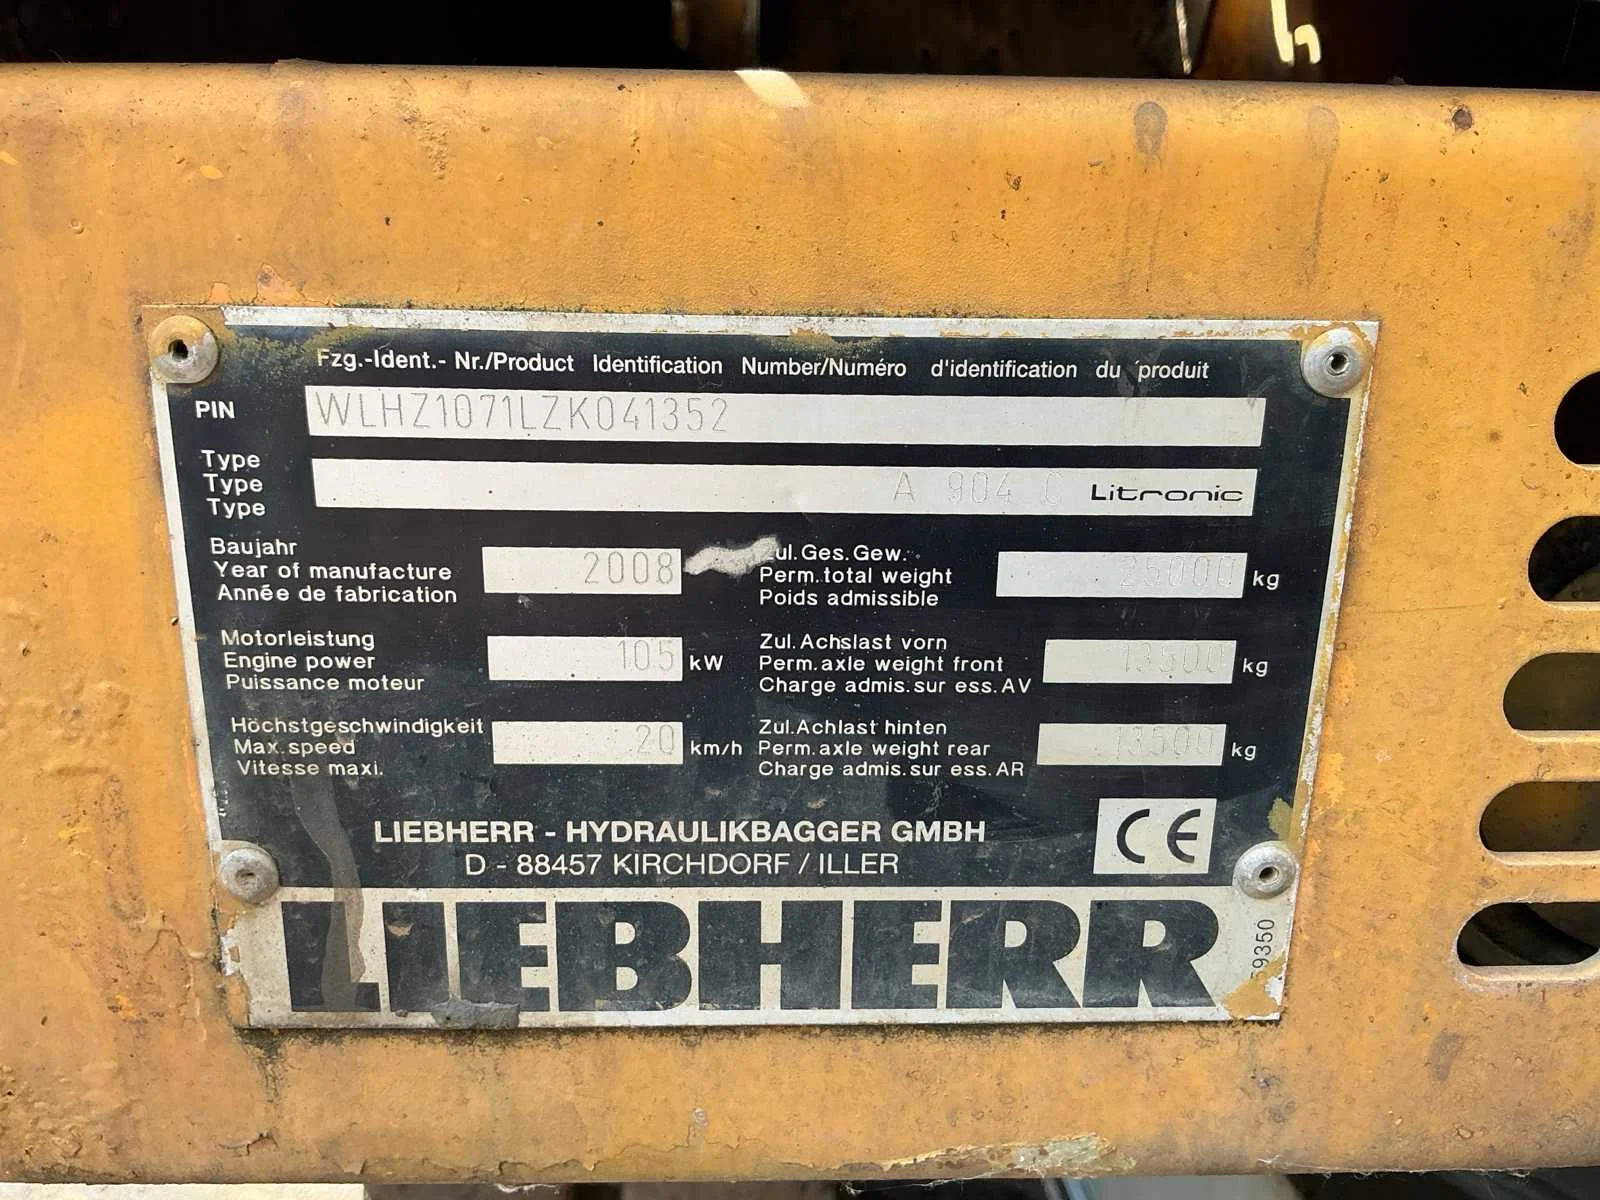 Fzg.-Ident.- Nr./Product Identification Number/Numéro d'identification du produit
PIN WLHZ1071LZK041352
Type
Type A 904 C Litronic
Type
Baujahr
Year of manufacture 2008
Année de fabrication
Zul.Ges.Gew.
Perm.total weight 25000 kg
Poids admissible
Motorleistung
Engine power 105 kW
Puissance moteur
Zul.Achslast vorn
Perm.axle weight front 13500 kg
Charge admis.sur ess.AV
Höchstgeschwindigkeit
Max.speed 20 km/h
Vitesse maxi.
Zul.Achlast hinten
Perm.axle weight rear 13500 kg
Charge admis.sur ess.AR
LIEBHERR - HYDRAULIKBAGGER GMBH
D - 88457 KIRCHDORF / ILLER
CE
LIEBHERR